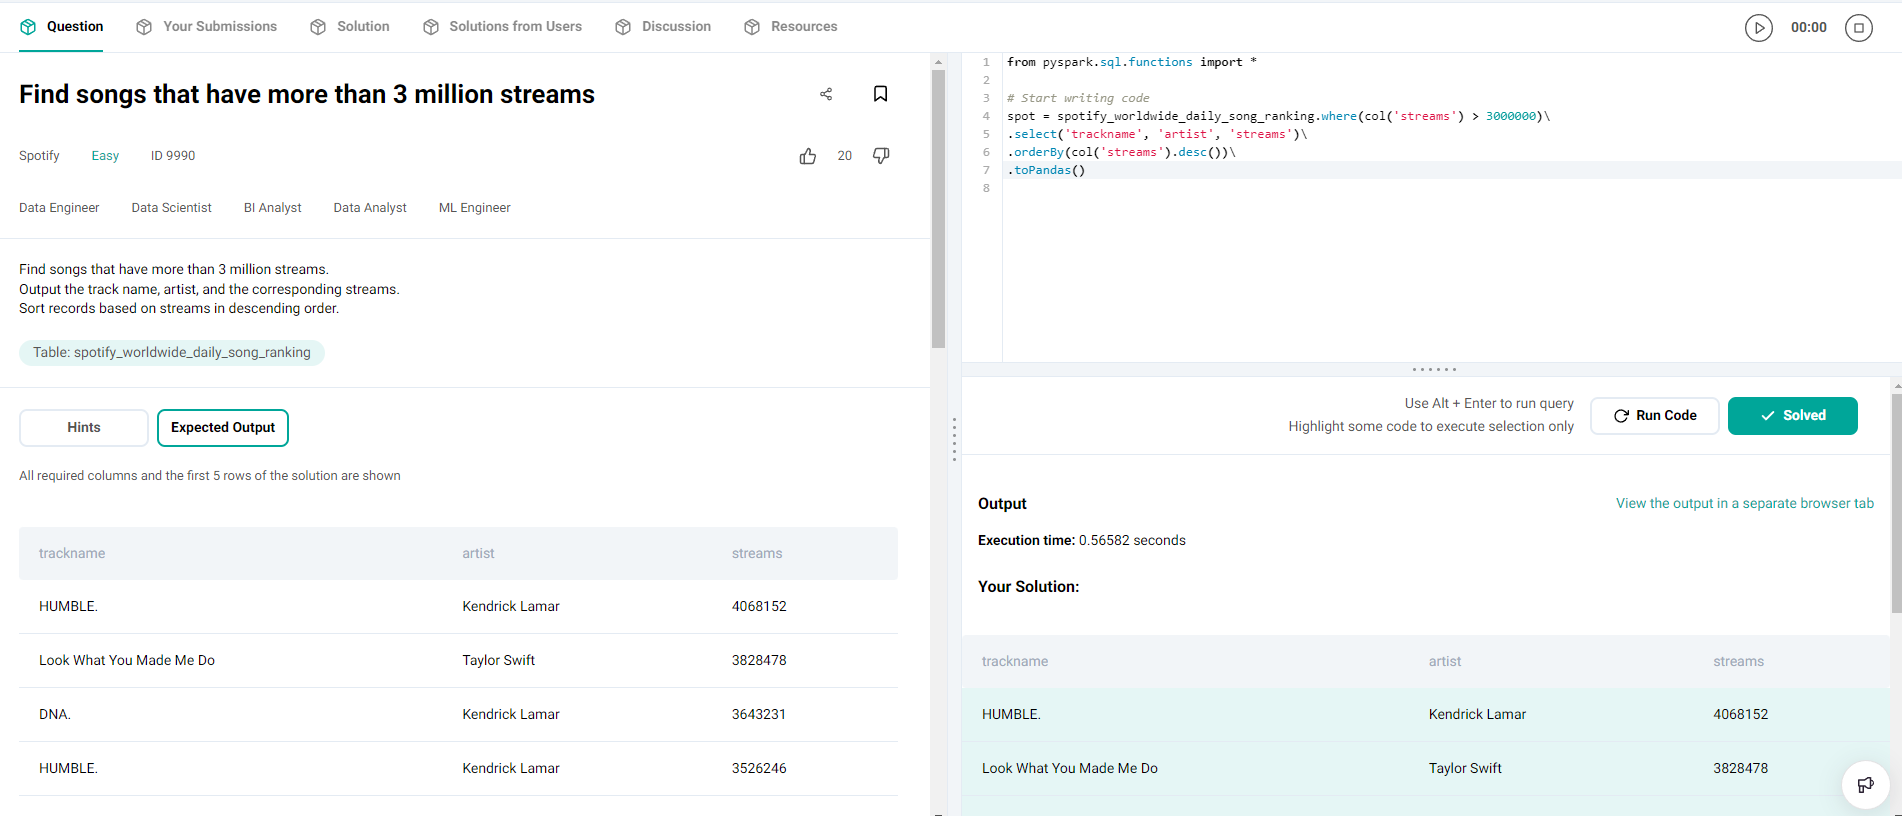 Question
Your Submissions
Solution
Solutions from Users
Discussion
Resources
00:00
Find songs that have more than 3 million streams
Spotify Easy ID 9990
20
Data Engineer Data Scientist BI Analyst Data Analyst ML Engineer
Find songs that have more than 3 million streams.
Output the track name, artist, and the corresponding streams.
Sort records based on streams in descending order.
Table: spotify_worldwide_daily_song_ranking
Hints
Expected Output
All required columns and the first 5 rows of the solution are shown
trackname artist streams
HUMBLE. Kendrick Lamar 4068152
Look What You Made Me Do Taylor Swift 3828478
DNA. Kendrick Lamar 3643231
HUMBLE. Kendrick Lamar 3526246
1 from pyspark.sql.functions import *
2
3 # Start writing code
4 spot = spotify_worldwide_daily_song_ranking.where(col('streams') > 3000000)\
5 .select('trackname', 'artist', 'streams')\
6 .orderBy(col('streams').desc())\
7 .toPandas()
8
Use Alt + Enter to run query
Highlight some code to execute selection only
Run Code
Solved
Output
View the output in a separate browser tab
Execution time: 0.56582 seconds
Your Solution:
trackname artist streams
HUMBLE. Kendrick Lamar 4068152
Look What You Made Me Do Taylor Swift 3828478